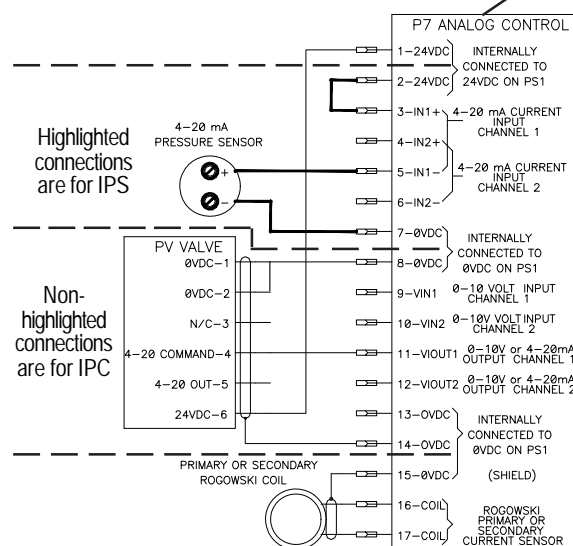 P7 ANALOG CONTROL
1-24VDC
2-24VDC
INTERNALLY
CONNECTED TO
24VDC ON PS1
3-IN1+
4-20 mA CURRENT
INPUT
CHANNEL 1
4-IN2+
5-IN1-
4-20 mA CURRENT
INPUT
CHANNEL 2
6-IN2-
Highlighted
connections
are for IPS
4-20 mA
PRESSURE SENSOR
+
-
7-0VDC
8-0VDC
INTERNALLY
CONNECTED TO
0VDC ON PS1
9-VIN1
0-10 VOLT INPUT
CHANNEL 1
10-VIN2
0-10V VOLT INPUT
CHANNEL 2
11-VIOUT1
0-10V or 4-20mA
OUTPUT CHANNEL 1
12-VIOUT2
0-10V or 4-20mA
OUTPUT CHANNEL 2
Non-
highlighted
connections
are for IPC
PV VALVE
0VDC-1
0VDC-2
N/C-3
4-20 COMMAND-4
4-20 OUT-5
24VDC-6
13-0VDC
14-0VDC
15-0VDC
INTERNALLY
CONNECTED TO
0VDC ON PS1
(SHIELD)
PRIMARY OR SECONDARY
ROGOWSKI COIL
16-COIL
17-COIL
ROGOWSKI
PRIMARY OR
SECONDARY
CURRENT SENSOR